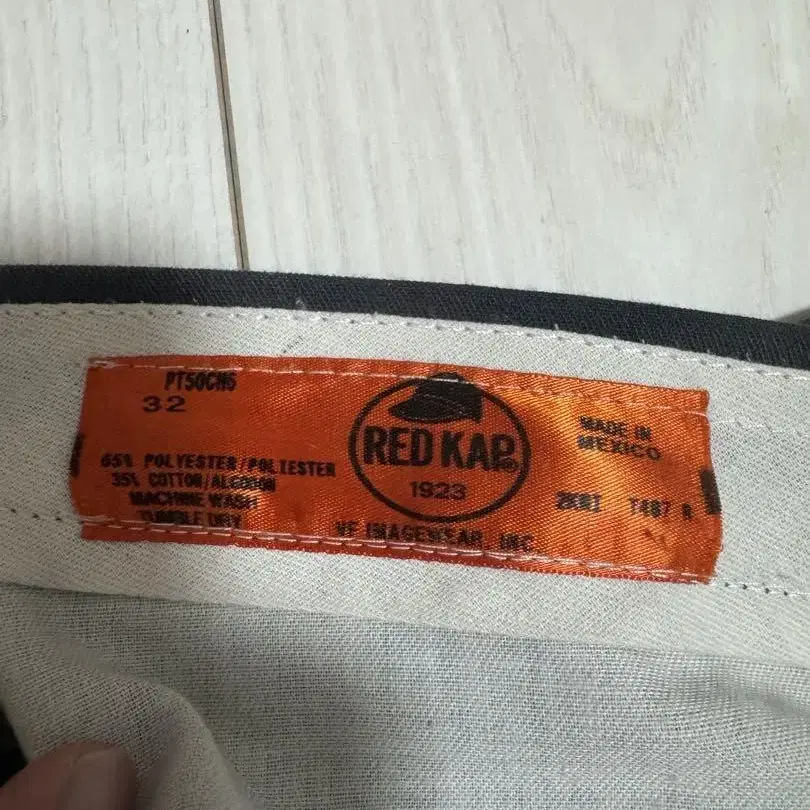 PT50CH6
32
65% POLYESTER/POLIESTER
35% COTTON/ALGODON
MACHINE WASH
TUMBLE DRY
RED KAP®
1923
VF IMAGEWEAR, INC
MADE IN
MEXICO
T487 R